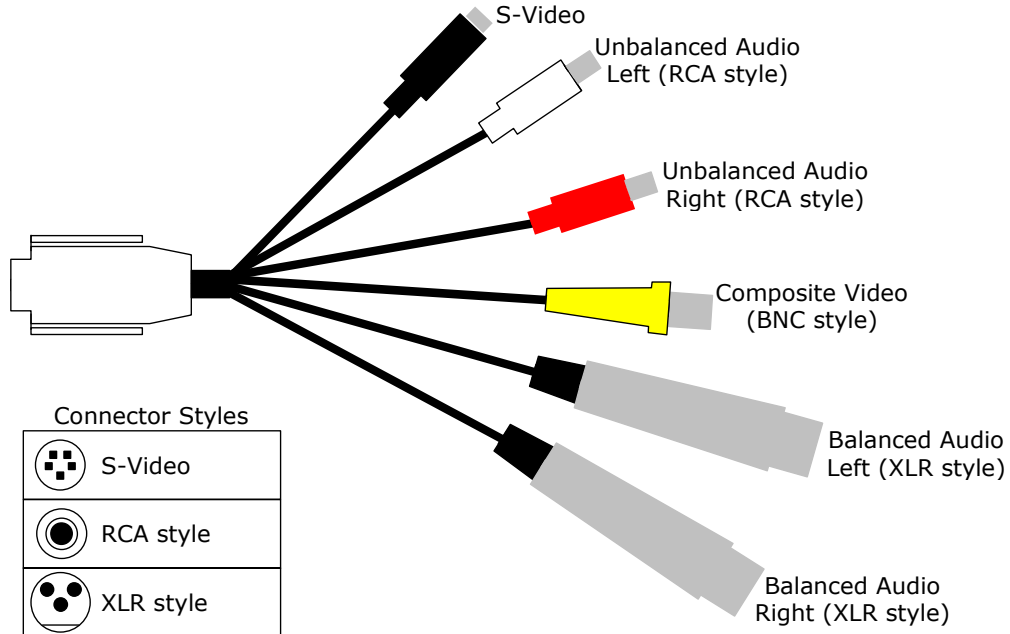 S-Video
Unbalanced Audio
Left (RCA style)
Unbalanced Audio
Right (RCA style)
Composite Video
(BNC style)
Balanced Audio
Left (XLR style)
Balanced Audio
Right (XLR style)
Connector Styles
S-Video
RCA style
XLR style